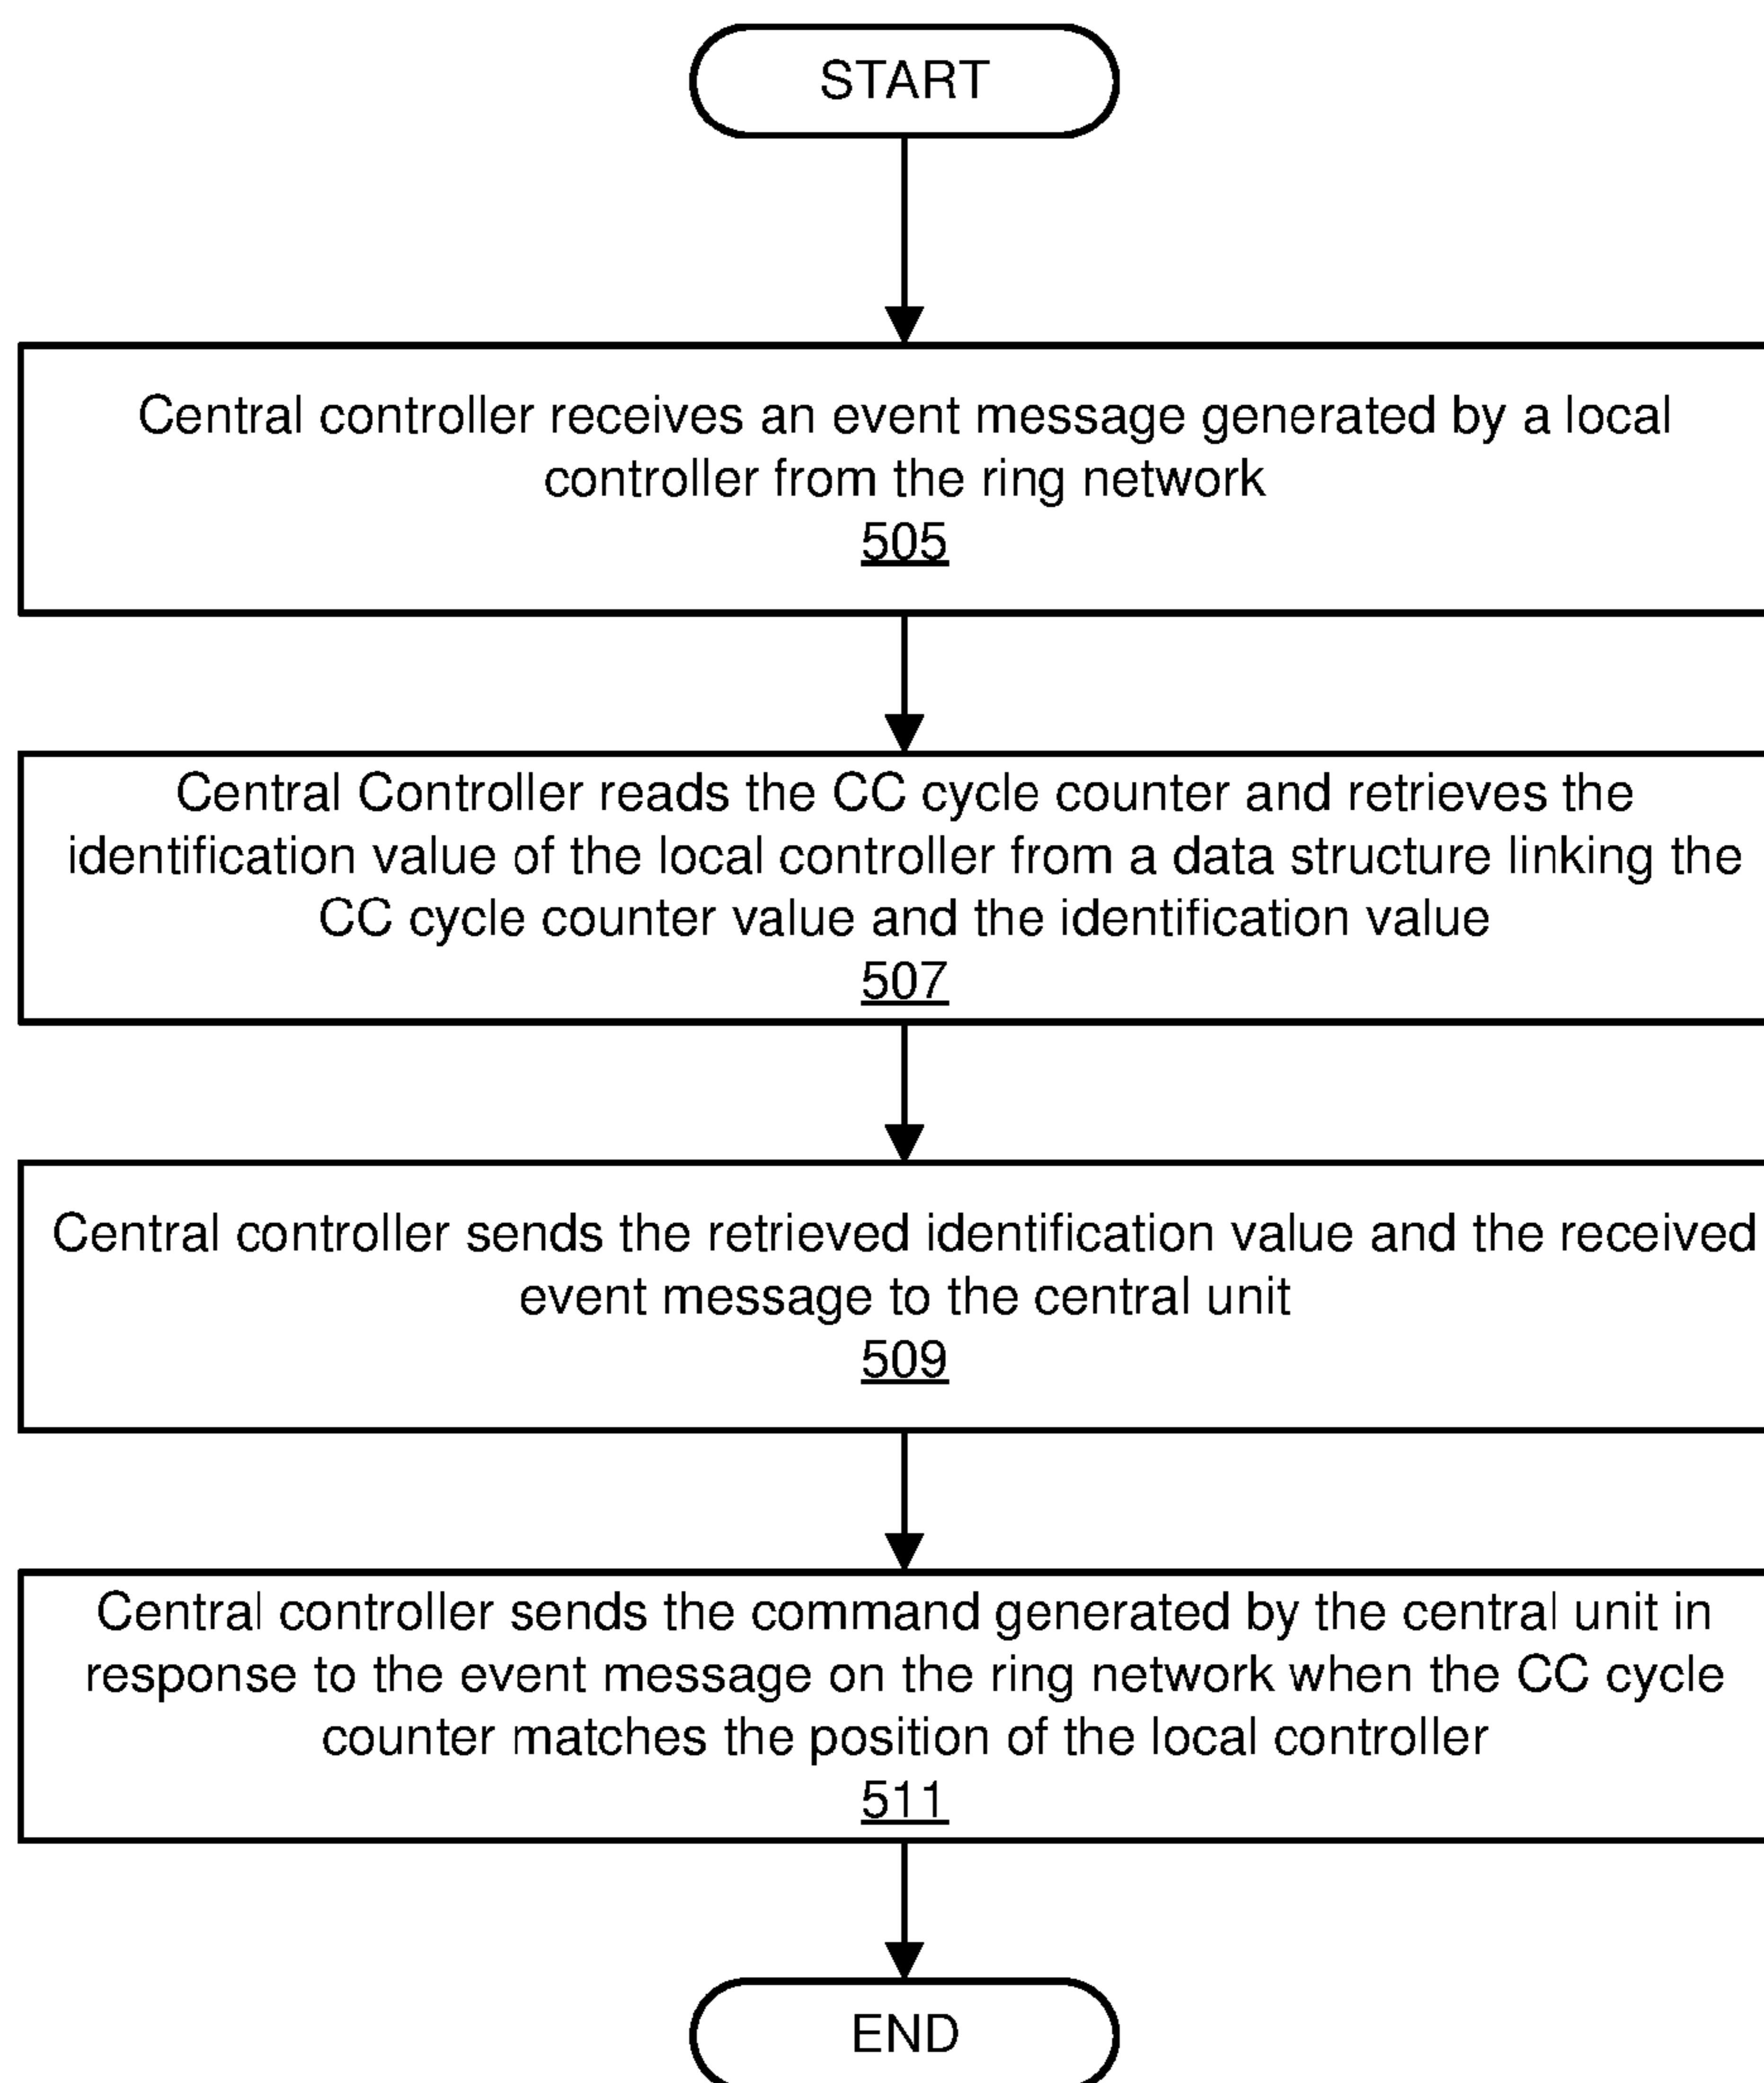 START
Central controller receives an event message generated by a local
controller from the ring network
505
Central Controller reads the CC cycle counter and retrieves the
identification value of the local controller from a data structure linking the
CC cycle counter value and the identification value
507
Central controller sends the retrieved identification value and the received
event message to the central unit
509
Central controller sends the command generated by the central unit in
response to the event message on the ring network when the CC cycle
counter matches the position of the local controller
511
END